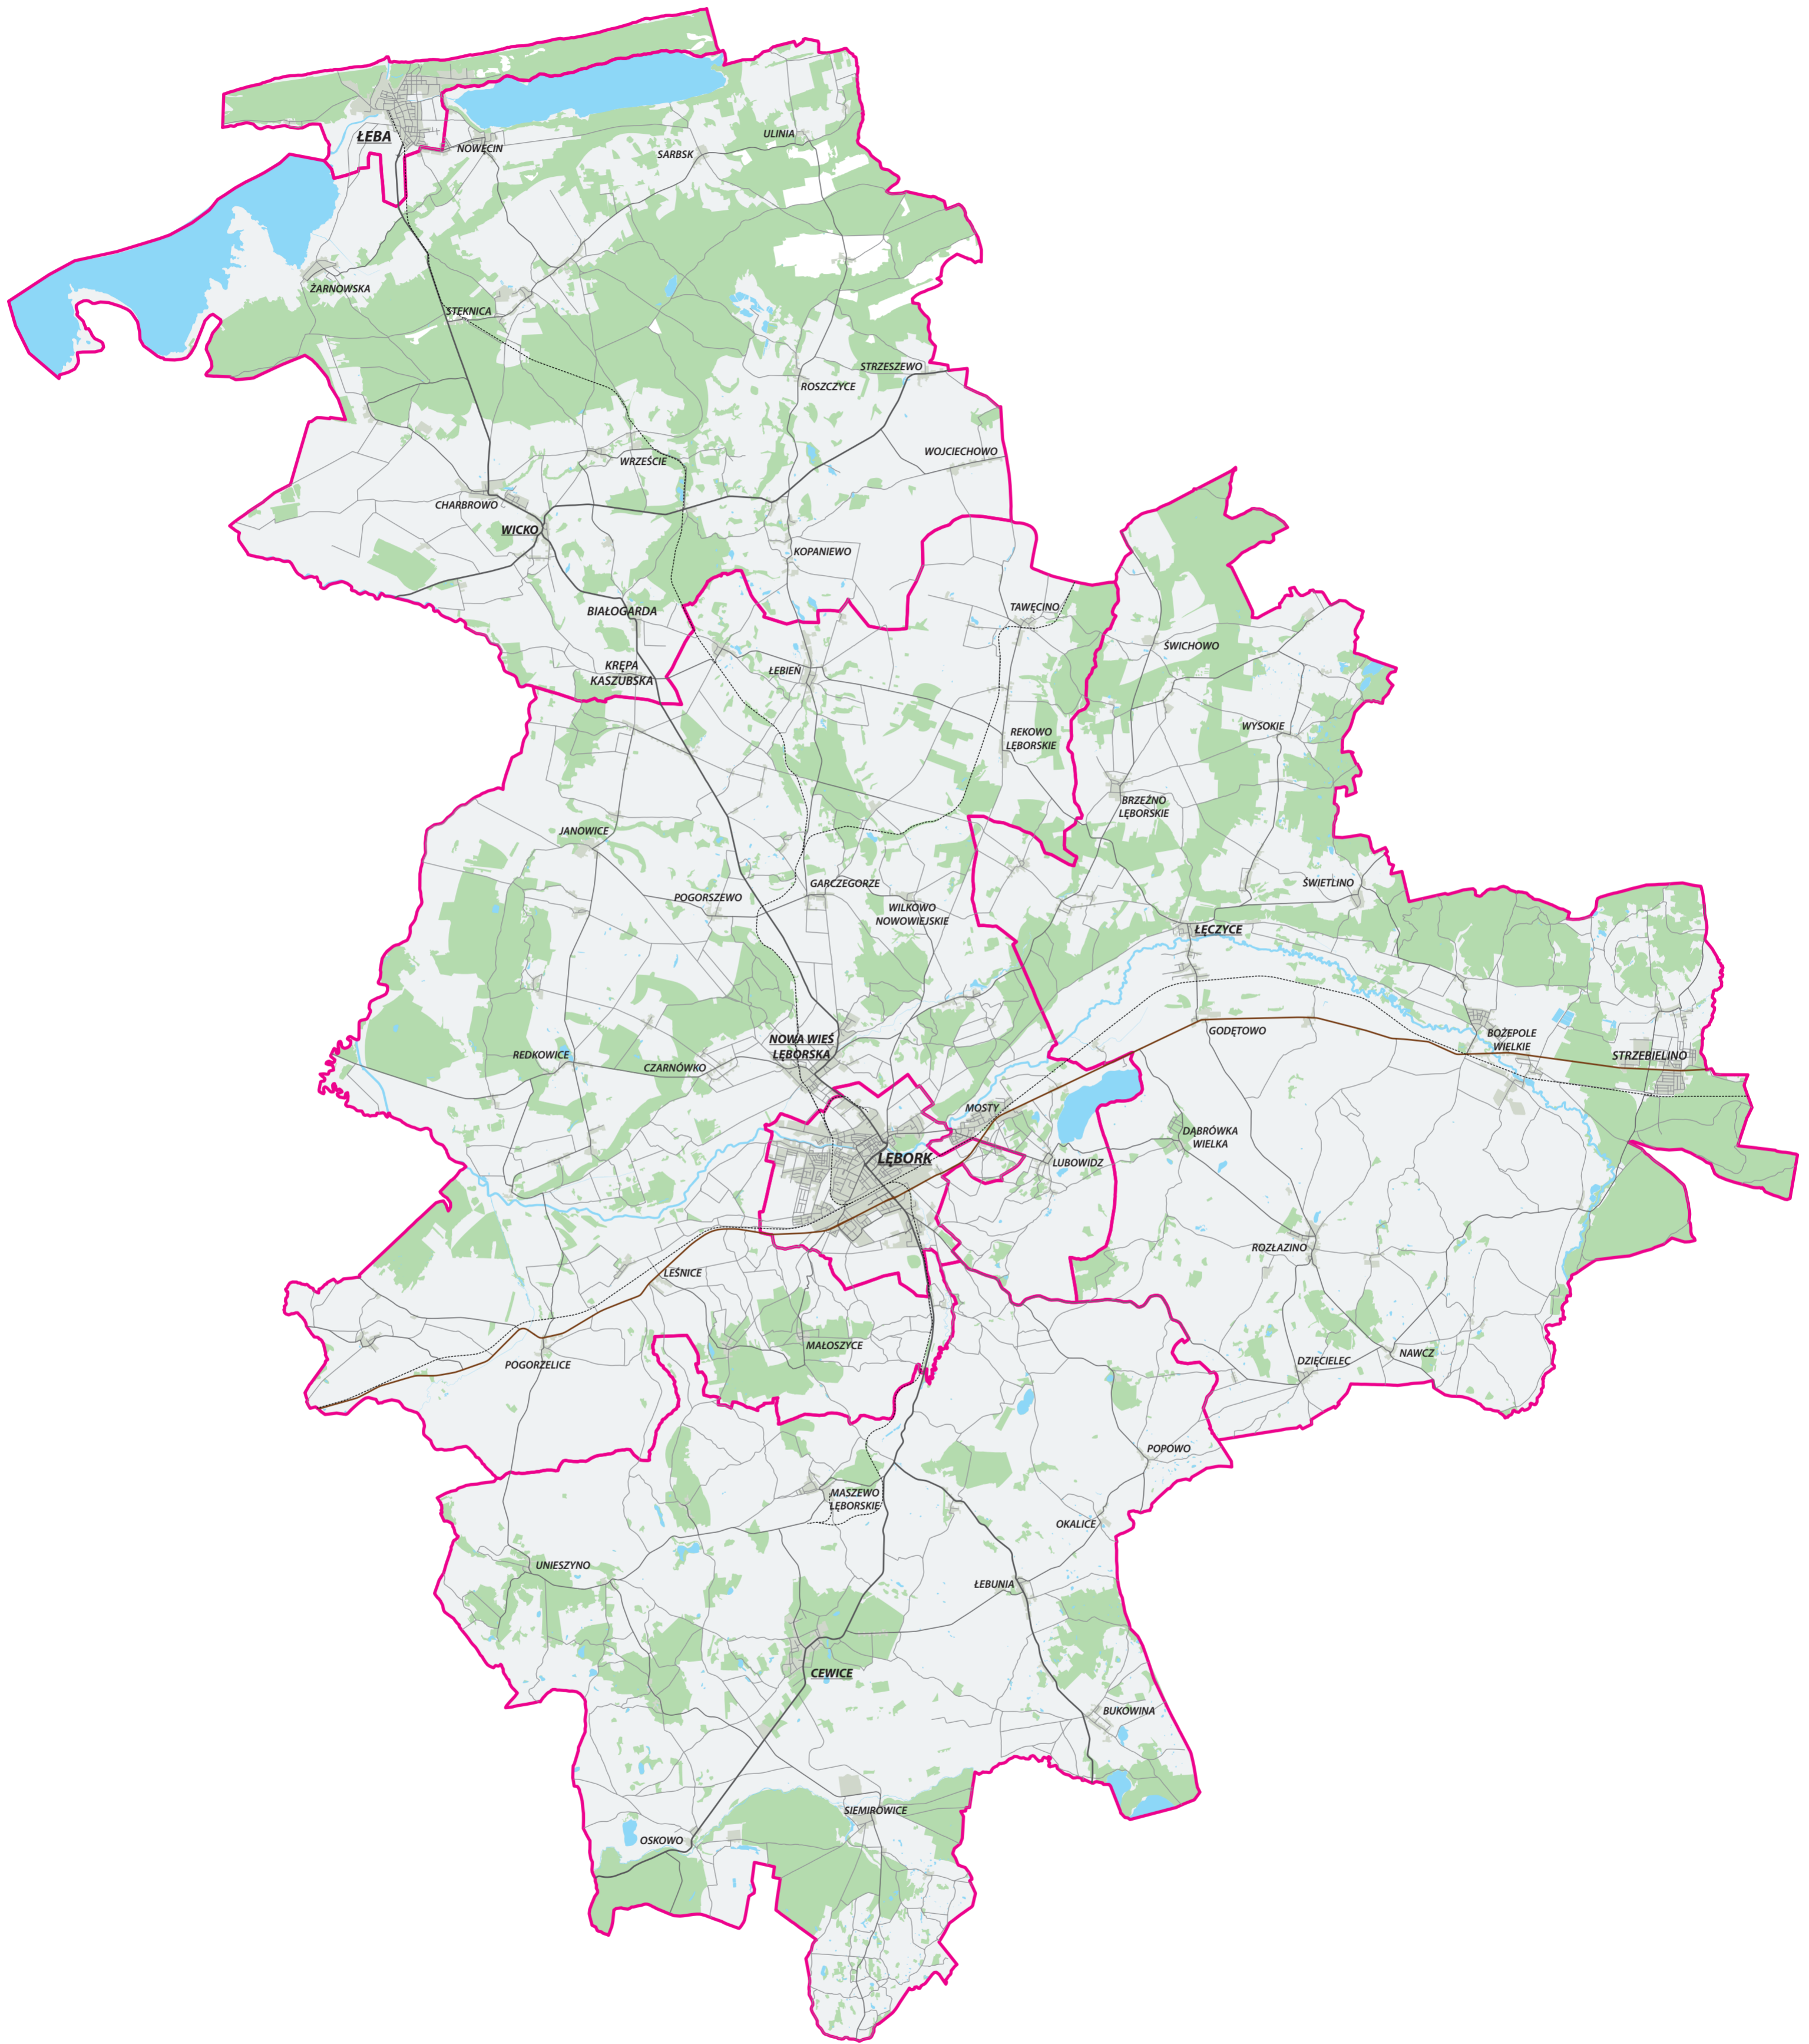 ŁEBA
NOWĘCIN
SARBSK
ULINIA
ŻARNOWSKA
STĘKNICA
STRZESZEWO
ROSZCZYCE
WOJCIECHOWO
WRZEŚCIE
CHARBROWO
WICKO
KOPANIEWO
BIAŁOGARDA
TAWĘCINO
KRĘPA
KASZUBSKA
ŁEBIEŃ
ŚWICHOWO
WYSOKIE
REKOWO
LĘBORSKIE
BRZEŹNO
LĘBORSKIE
JANOWICE
GARCZEGORZE
POGORSZEWO
WILKOWO
NOWOWIEJSKIE
ŚWIETLINO
ŁĘCZYCE
GODĘTOWO
BOŻEPOLE
WIELKIE
STRZEBIELINO
NOWA WIEŚ
LĘBORSKA
REDKOWICE
CZARNÓWKO
MOSTY
DĄBRÓWKA
WIELKA
LĘBORK
LUBOWIDZ
ROZŁAZINO
LEŚNICE
MAŁOSZYCE
POGORZELICE
DZIĘCIELEC
NAWCZ
POPOWO
MASZEWO
LĘBORSKIE
OKALICE
UNIESZYNO
ŁEBUNIA
CEWICE
BUKOWINA
SIEMIROWICE
OSKOWO